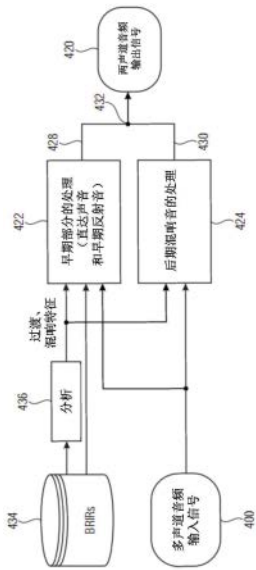 434
BRIRs
436
分析
过渡、
混响特征
422
早期部分的处理
（直达声音
和早期反射音）
428
432
420
两声道音频
输出信号
400
多声道音频
输入信号
后期混响音的处理
424
430